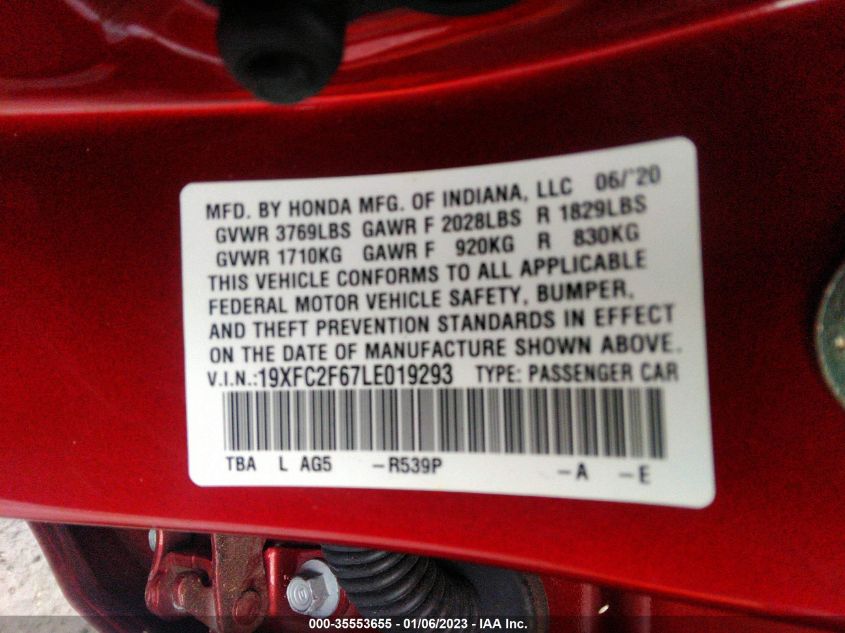 MFD. BY HONDA MFG. OF INDIANA, LLC 06/'20
GVWR 3769LBS GAWR F 2028LBS R 1829LBS
GVWR 1710KG GAWR F 920KG R 830KG
THIS VEHICLE CONFORMS TO ALL APPLICABLE
FEDERAL MOTOR VEHICLE SAFETY, BUMPER,
AND THEFT PREVENTION STANDARDS IN EFFECT
ON THE DATE OF MANUFACTURE SHOWN ABOVE.
V.I.N.:19XFC2F67LE019293 TYPE: PASSENGER CAR
TBA L AG5 -R539P -A -E
000-35553655 - 01/06/2023 - IAA Inc.